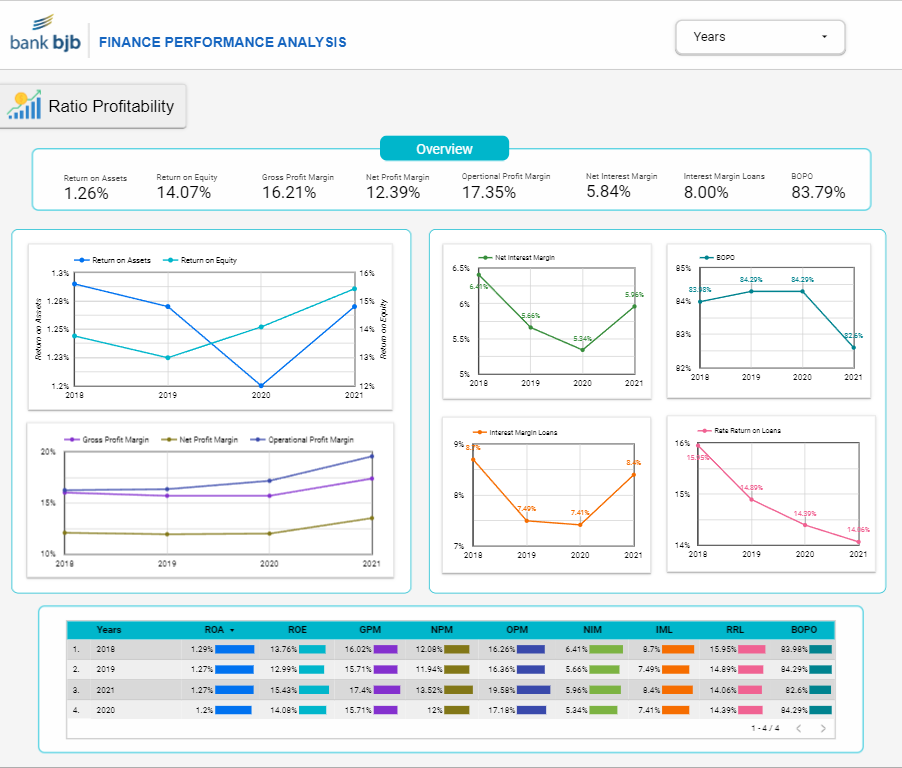 bank bjb
FINANCE PERFORMANCE ANALYSIS
Years
Ratio Profitability
Overview
Return on Assets
1.26%
Return on Equity
14.07%
Gross Profit Margin
16.21%
Net Profit Margin
12.39%
Opertional Profit Margin
17.35%
Net Interest Margin
5.84%
Interest Margin Loans
8.00%
BOPO
83.79%
Return on Assets Return on Equity
1.3% 16%
1.28% 15%
1.25% 14%
1.23% 13%
1.2% 12%
Return on Assets
Return on Equity
2018 2019 2020 2021
Gross Profit Margin Net Profit Margin Operational Profit Margin
20%
15%
10%
2018 2019 2020 2021
Net Interest Margin
6.5%
6%
5.5%
5%
6.41% 5.66% 5.34% 5.96%
2018 2019 2020 2021
BOPO
85%
84%
83%
82%
83.98% 84.29% 84.29% 82.6%
2018 2019 2020 2021
Interest Margin Loans
9%
8%
7%
8.7% 7.49% 7.41% 8.4%
2018 2019 2020 2021
Rate Return on Loans
16%
15%
14%
15.95% 14.89% 14.39% 14.06%
2018 2019 2020 2021
Years ROA ROE GPM NPM OPM NIM IML RRL BOPO
1. 2018 1.29% 13.76% 16.02% 12.08% 16.26% 6.41% 8.7% 15.95% 83.98%
2. 2019 1.27% 12.99% 15.71% 11.94% 16.36% 5.66% 7.49% 14.89% 84.29%
3. 2021 1.27% 15.43% 17.4% 13.52% 19.58% 5.96% 8.4% 14.06% 82.6%
4. 2020 1.2% 14.08% 15.71% 12% 17.18% 5.34% 7.41% 14.39% 84.29%
1 - 4 / 4